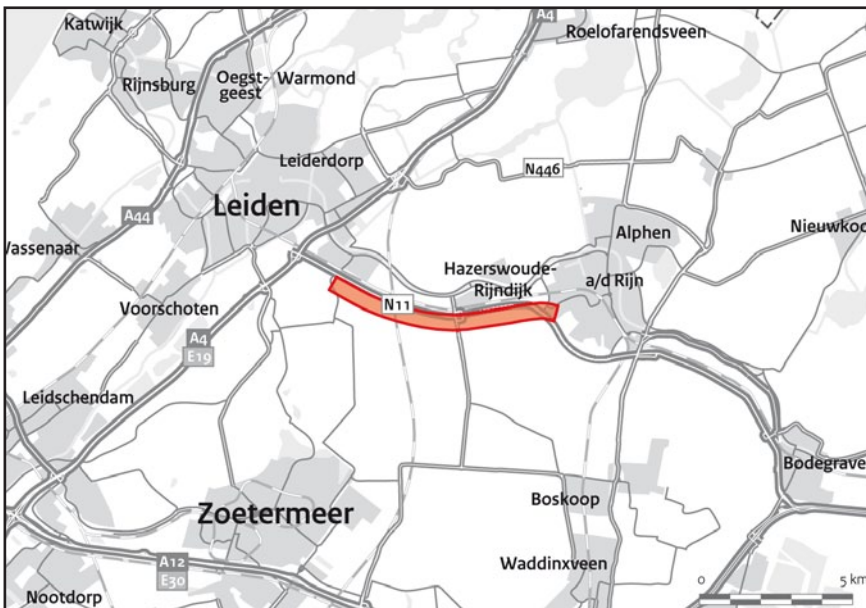 Katwijk
A4
Roelofarendsveen
Rijnsburg
Oegst-
geest
Warmond
Leiderdorp
N446
Leiden
A44
Alphen
Nieuwkoo
Wassenaar
Hazerswoude-
Rijndijk
a/d Rijn
Voorschoten
N11
A4
E19
Leidschendam
Bodegrave
Boskoop
Zoetermeer
Waddinxveen
A12
E30
Nootdorp
0
5 km